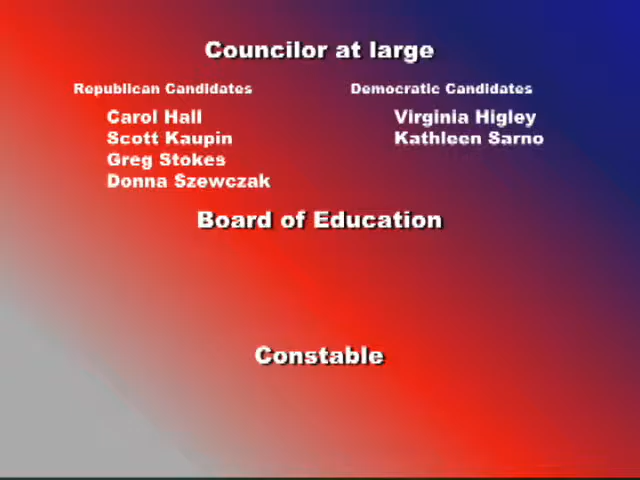 Councilor at large
Republican Candidates Democratic Candidates
Carol Hall Virginia Higley
Scott Kaupin Kathleen Sarno
Greg Stokes
Donna Szewczak
Board of Education
Constable